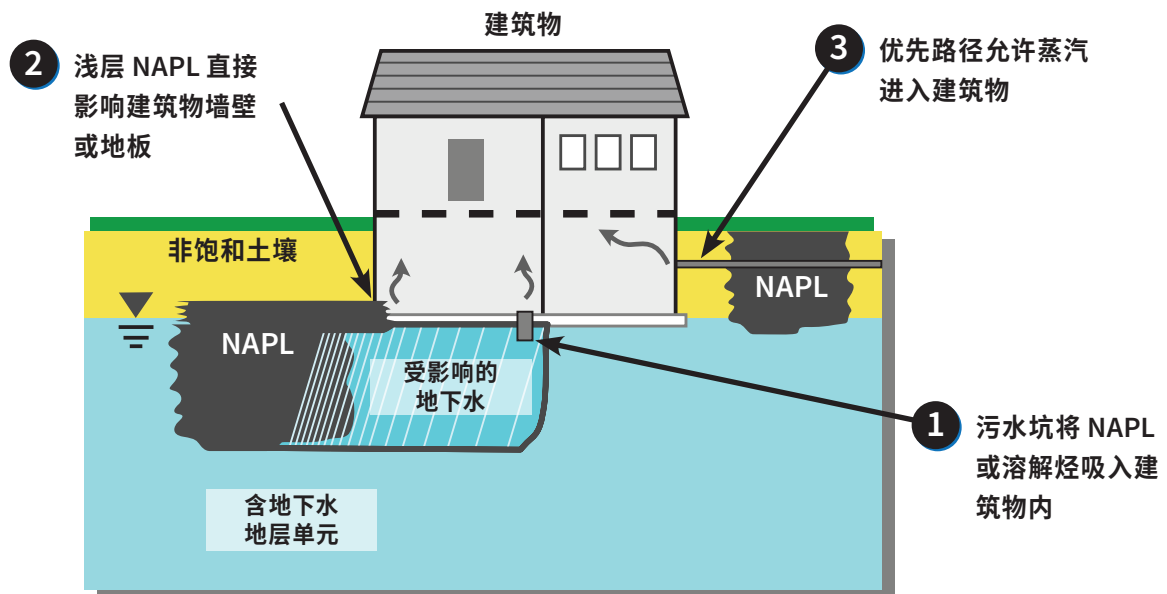 建筑物
2
浅层 NAPL 直接
影响建筑物墙壁
或地板
3
优先路径允许蒸汽
进入建筑物
非饱和土壤
NAPL
NAPL
受影响的
地下水
1
污水坑将 NAPL
或溶解烃吸入建
筑物内
含地下水
地层单元